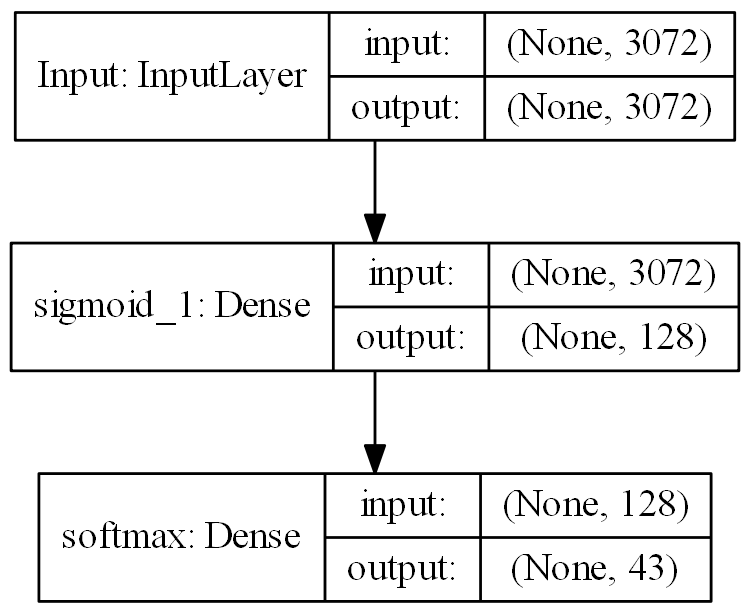 Input: InputLayer
input:
(None, 3072)
output:
(None, 3072)
sigmoid_1: Dense
input:
(None, 3072)
output:
(None, 128)
softmax: Dense
input:
(None, 128)
output:
(None, 43)